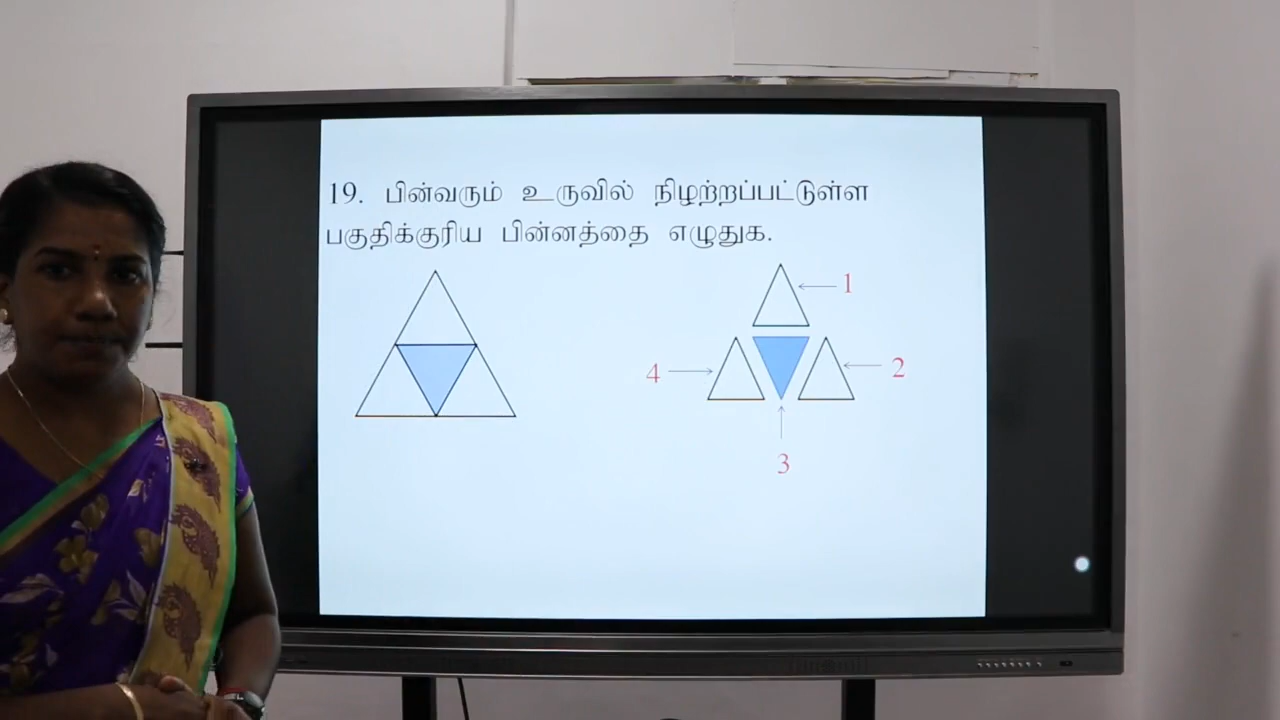 19. பின்வரும் உருவில் நிழற்றப்பட்டுள்ள
பகுதிக்குரிய பின்னத்தை எழுதுக.
1
4
2
3